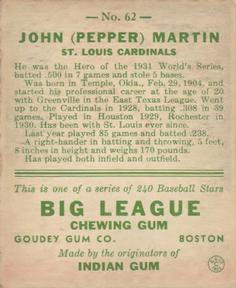 — No. 62 —
JOHN (PEPPER) MARTIN
ST. LOUIS CARDINALS
He was the Hero of the 1931 World's Series,
batted .500 in 7 games and stole 5 bases.
Was born in Temple, Okla., Feb. 29, 1904, and
started his professional career at the age of 20
with Greenville in the East Texas League. Went
up to the Cardinals in 1928, batting .308 in 39
games. Played in Houston 1929, Rochester in
1930. Has been with St. Louis ever since.
Last year played 85 games and batted .238.
A right-hander in batting and throwing, 5 feet,
8 inches in height and weighs 170 pounds.
Has played both infield and outfield.
This is one of a series of 240 Baseball Stars
BIG LEAGUE
CHEWING GUM
GOUDEY GUM CO. BOSTON
Made by the originators of
INDIAN GUM